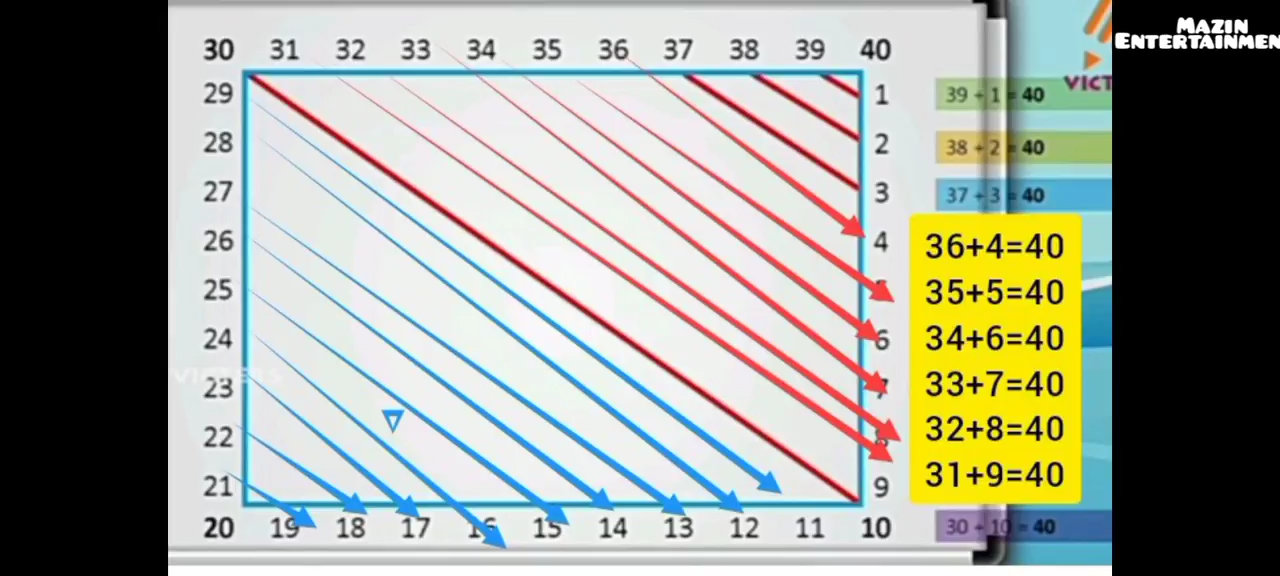 MAZIN
ENTERTAINMEN
30 31 32 33 34 35 36 37 38 39 40
29 1
28 2
27 3
26 4
25
24 6
23 7
22 8
21 9
20 19 18 17 16 15 14 13 12 11 10
VICT
39 + 1 = 40
38 + 2 = 40
37 + 3 = 40
36+4=40
35+5=40
34+6=40
33+7=40
32+8=40
31+9=40
30 + 10 = 40
VICTERS